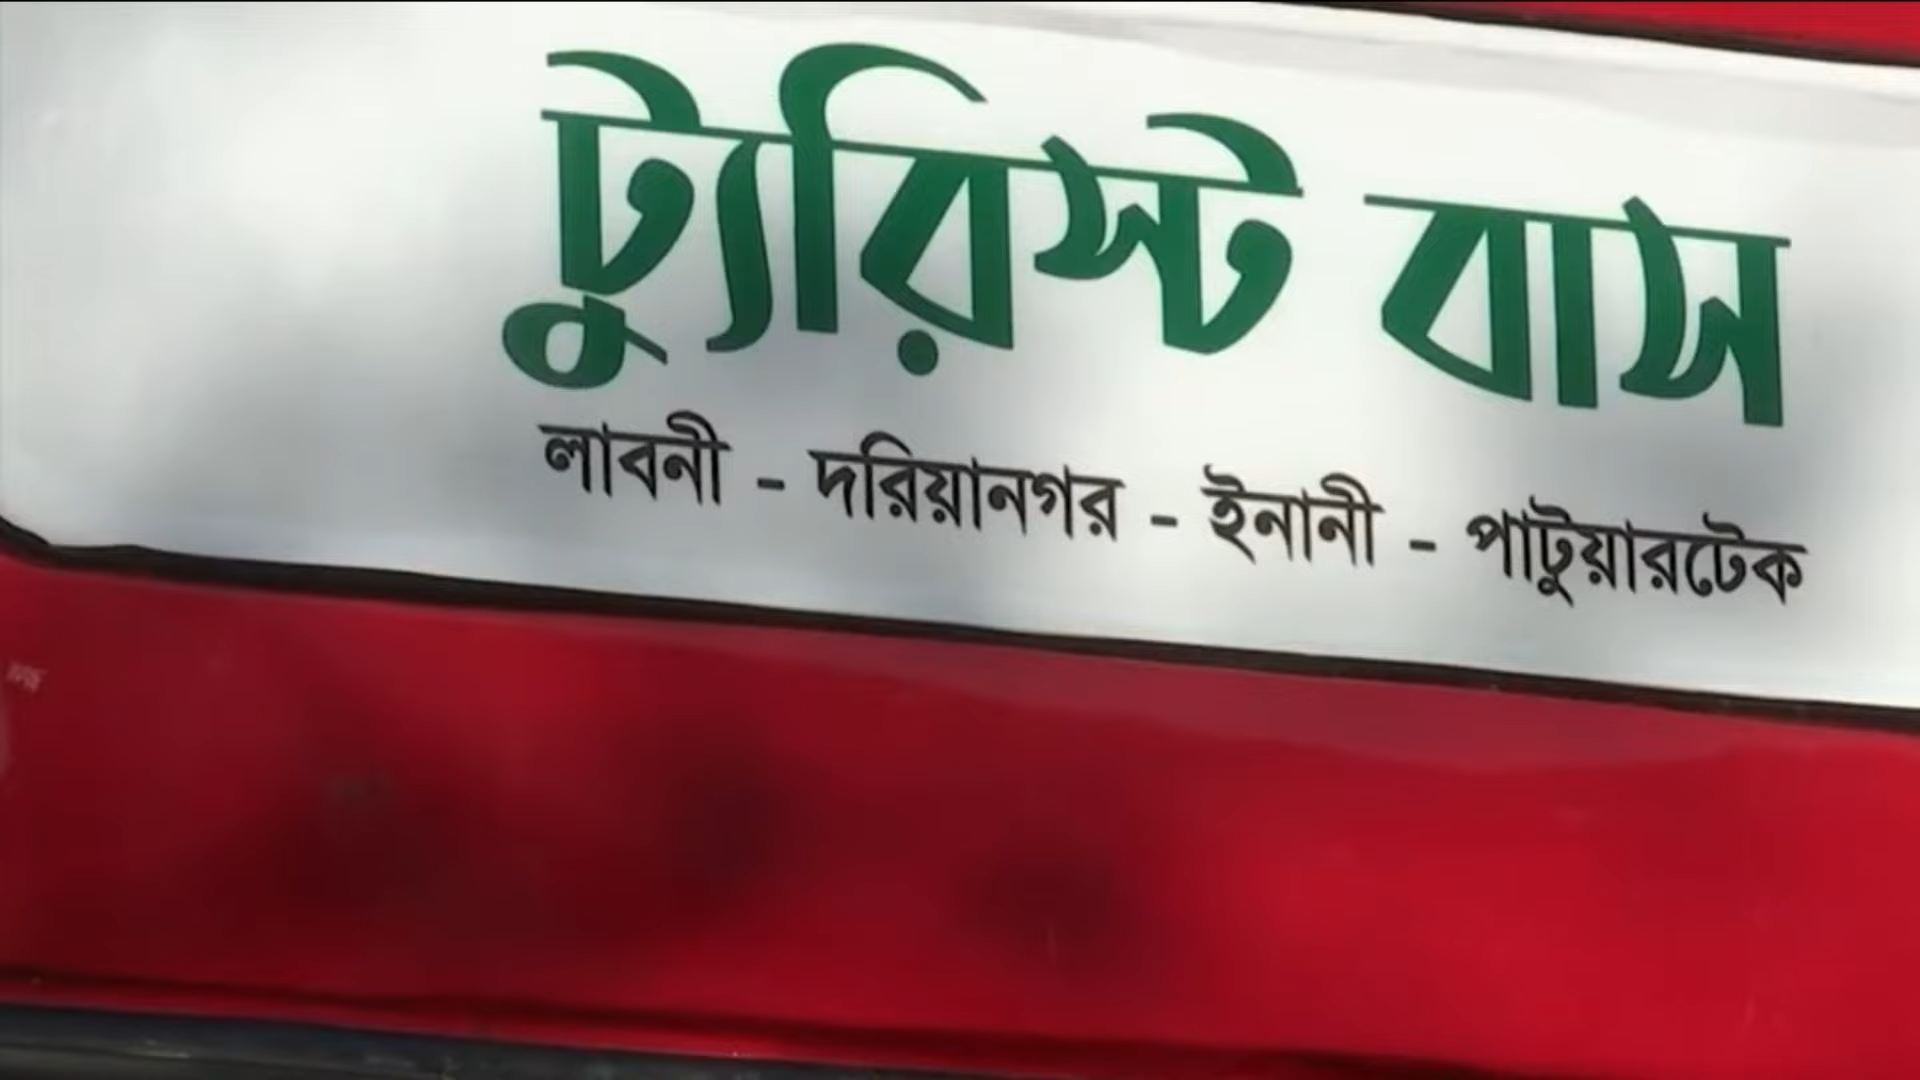 ট্যুরিস্ট বাস
লাবনী - দরিয়ানগর - ইনানী - পাটুয়ারটেক